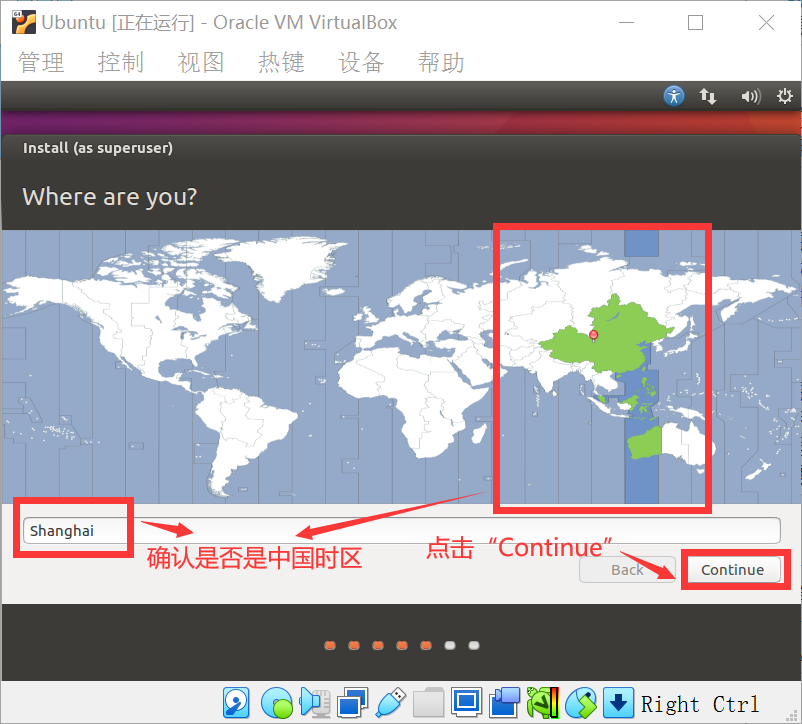 Ubuntu [正在运行] - Oracle VM VirtualBox
管理 控制 视图 热键 设备 帮助
Install (as superuser)
Where are you?
Shanghai
确认是否是中国时区
点击“Continue”
Back
Continue
Right Ctrl